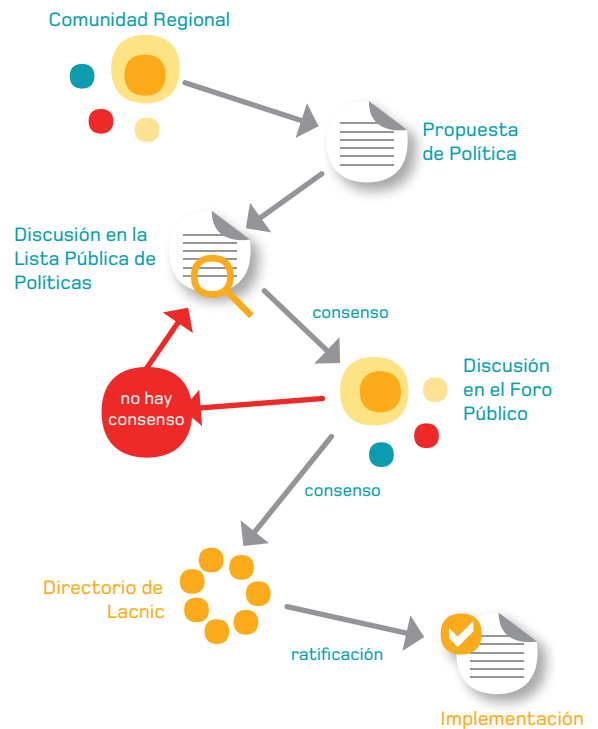 Comunidad Regional
Propuesta
de Política
Discusión en la
Lista Pública de
Políticas
consenso
Discusión
en el Foro
Público
no hay
consenso
consenso
Directorio de
Lacnic
ratificación
Implementación